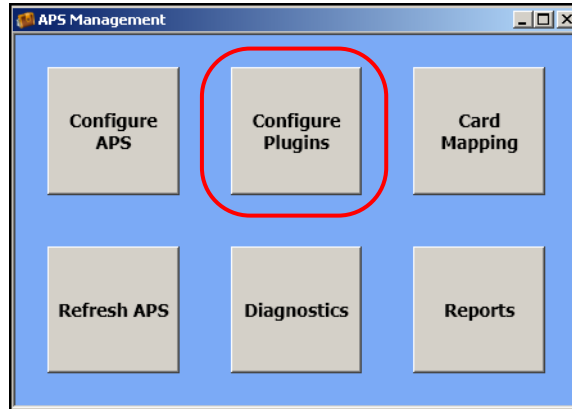 APS Management
Configure
APS
Configure
Plugins
Card
Mapping
Refresh APS
Diagnostics
Reports